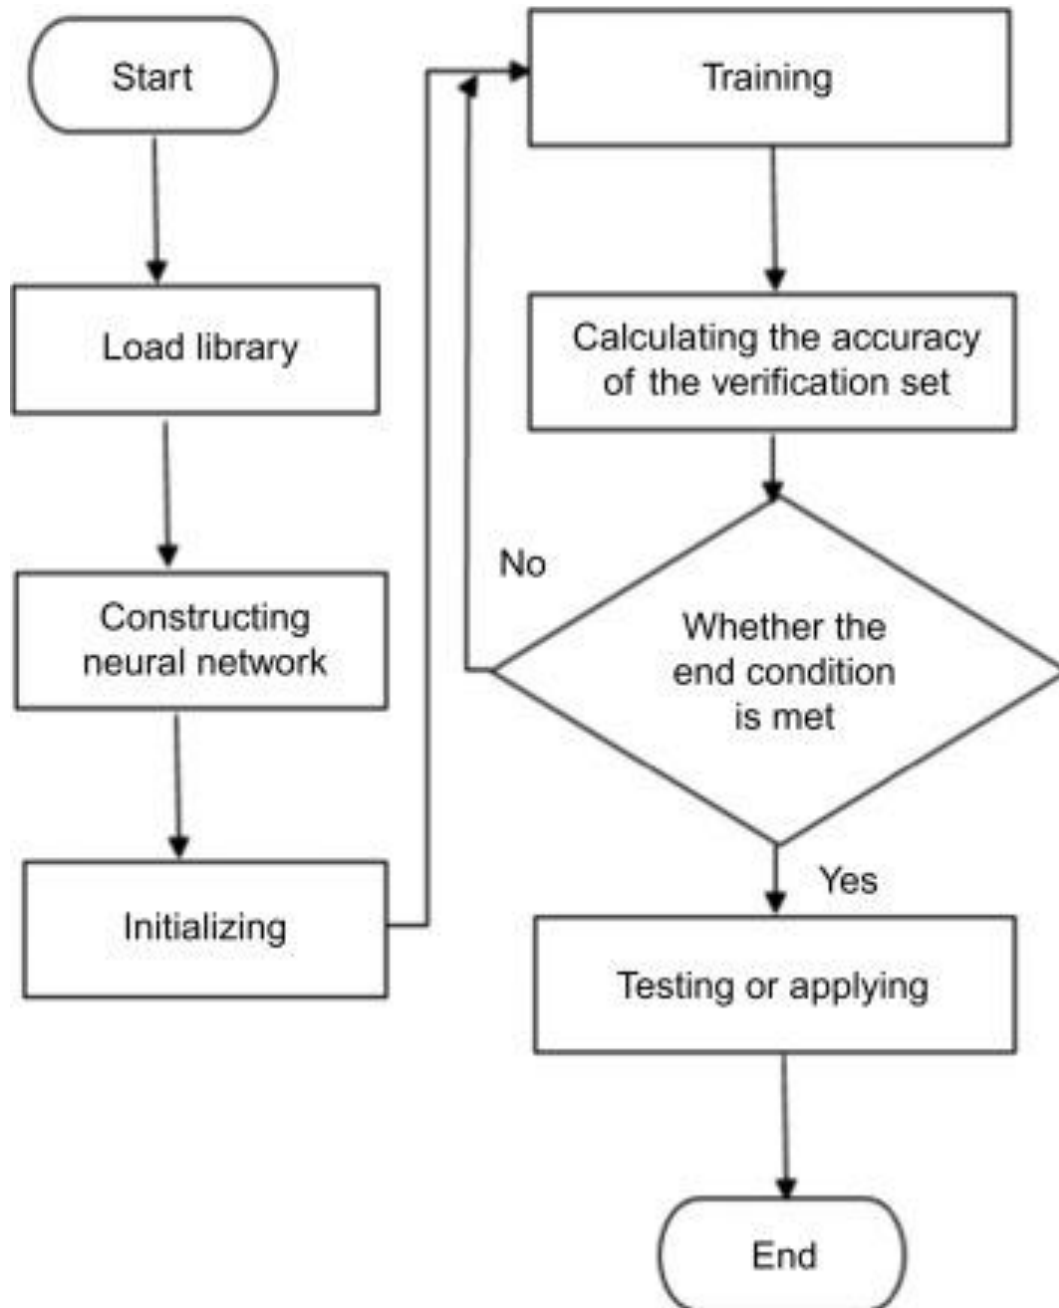 Start
Load library
Constructing
neural network
Initializing
Training
Calculating the accuracy
of the verification set
No
Whether the
end condition
is met
Yes
Testing or applying
End